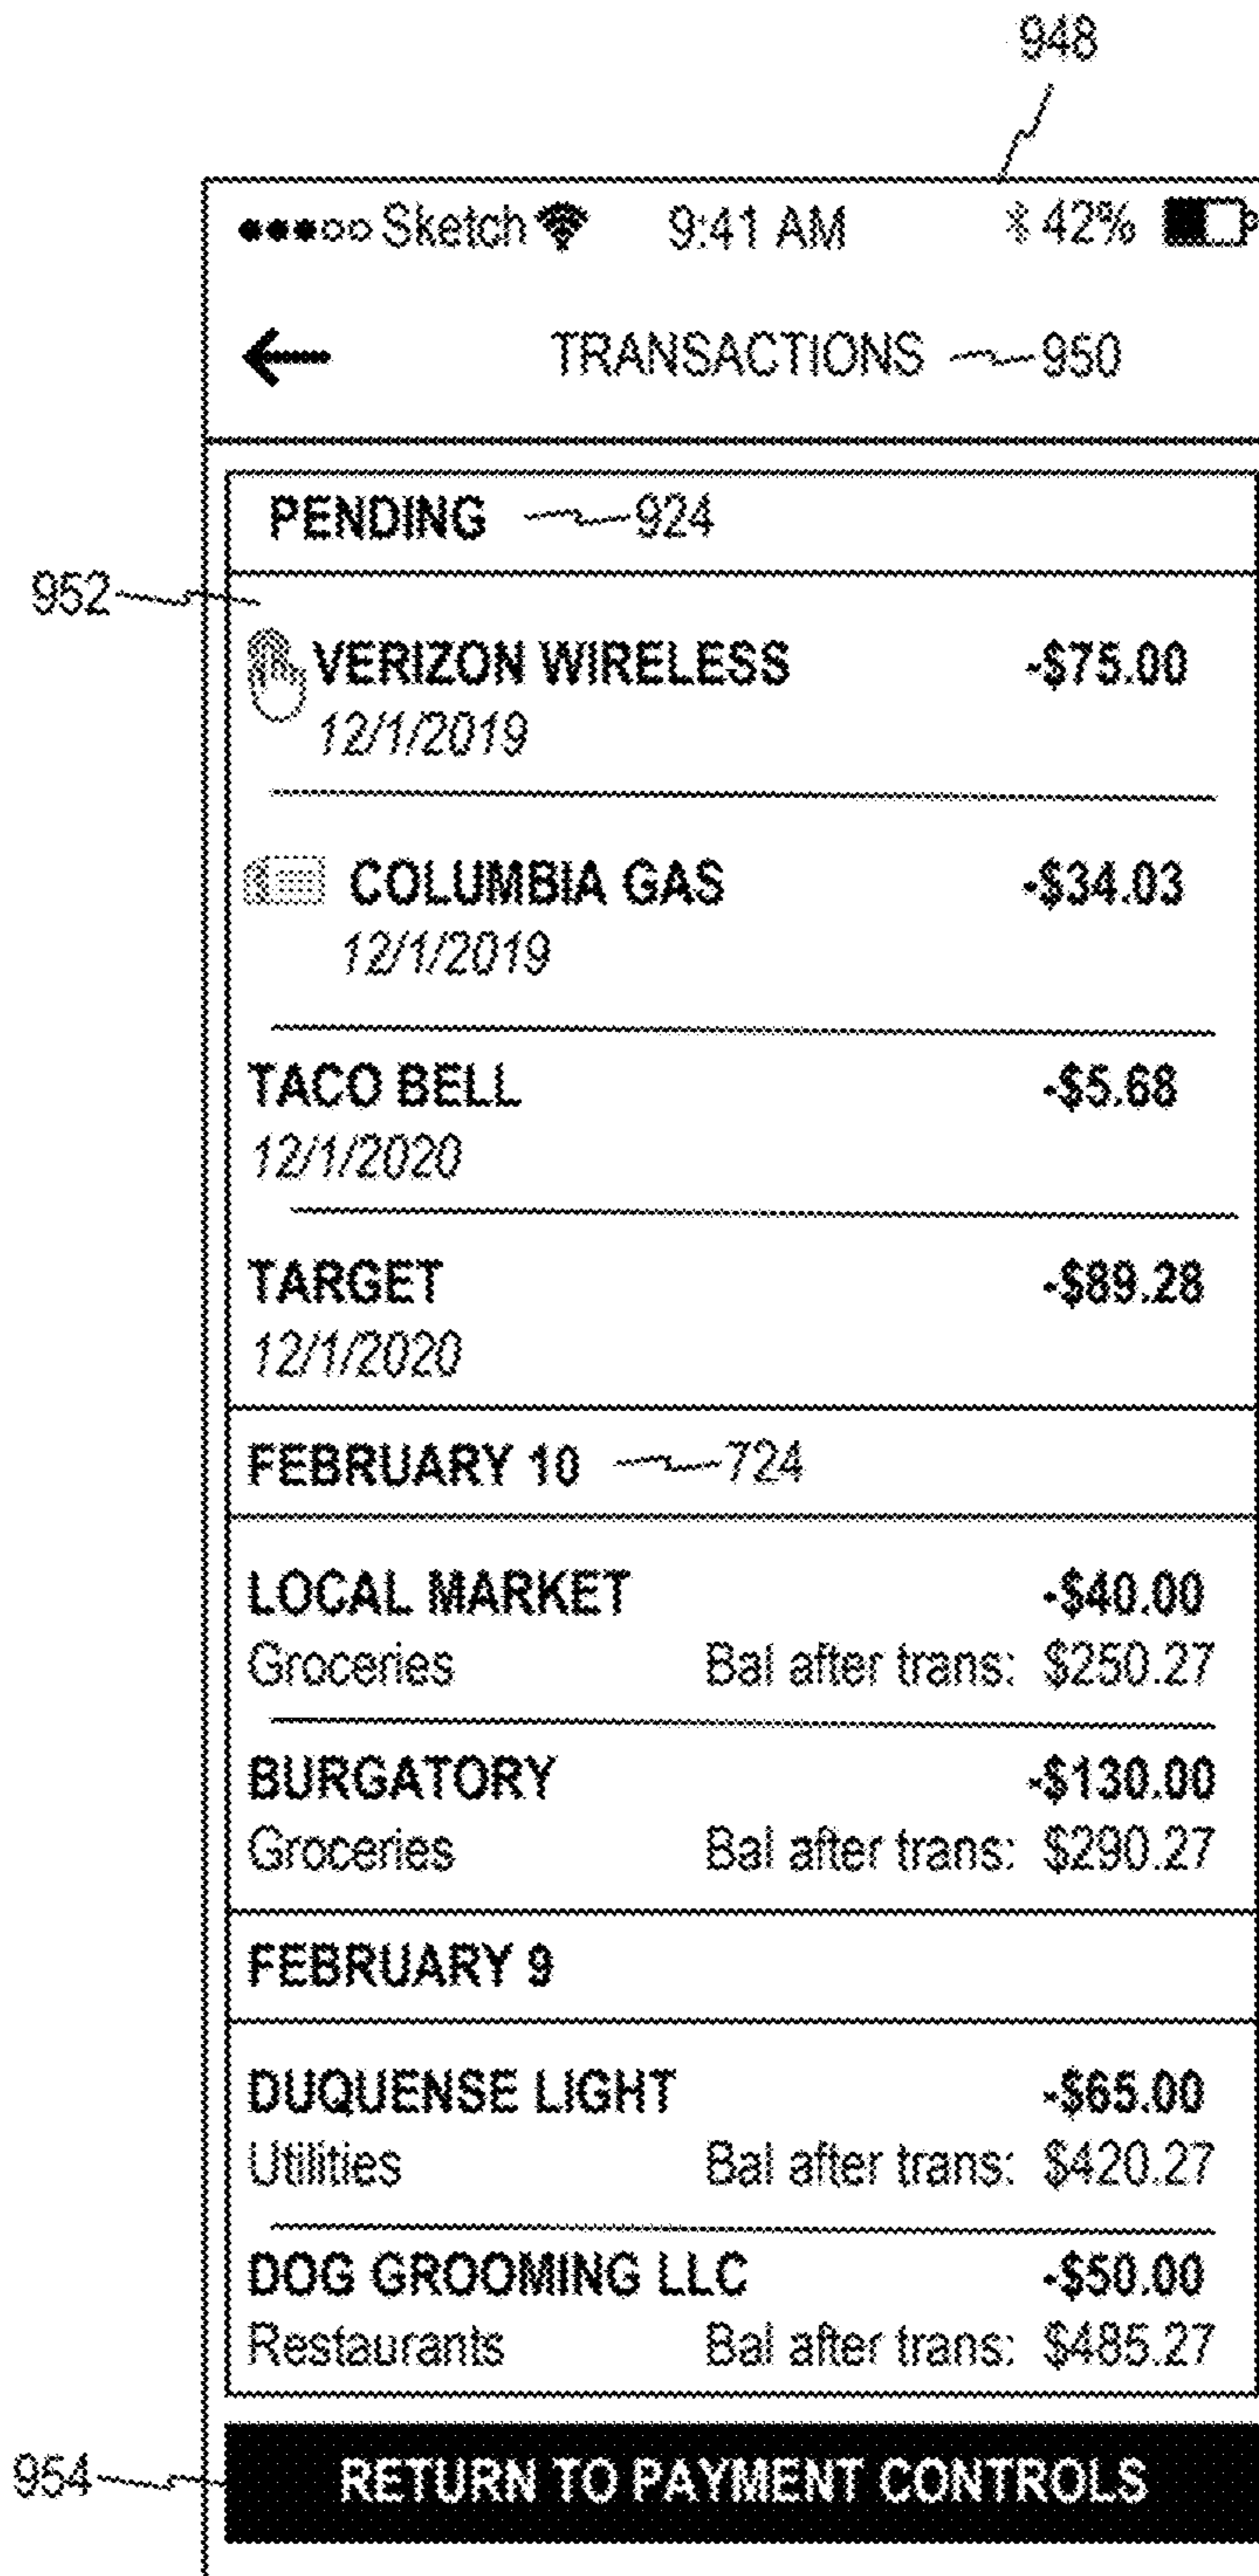 948
Sketch 9:41 AM 42%
TRANSACTIONS 950
PENDING 924
952
VERIZON WIRELESS -$75.00
12/1/2019
COLUMBIA GAS -$34.03
12/1/2019
TACO BELL -$5.68
12/1/2020
TARGET -$89.28
12/1/2020
FEBRUARY 10 724
LOCAL MARKET -$40.00
Groceries Bal after trans: $250.27
BURGATORY -$130.00
Groceries Bal after trans: $290.27
FEBRUARY 9
DUQUENSE LIGHT -$65.00
Utilities Bal after trans: $420.27
DOG GROOMING LLC -$50.00
Restaurants Bal after trans: $485.27
954 RETURN TO PAYMENT CONTROLS